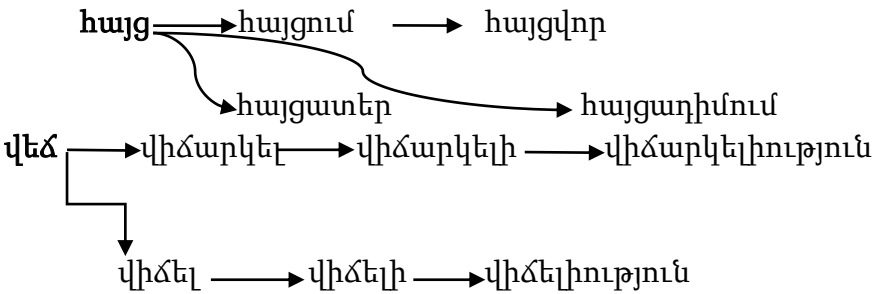 հայց հայցում հայցվոր
հայցատեր հայցադիմում
վեճ վիճարկել վիճարկելի վիճարկելիություն
վիճել վիճելի վիճելիություն